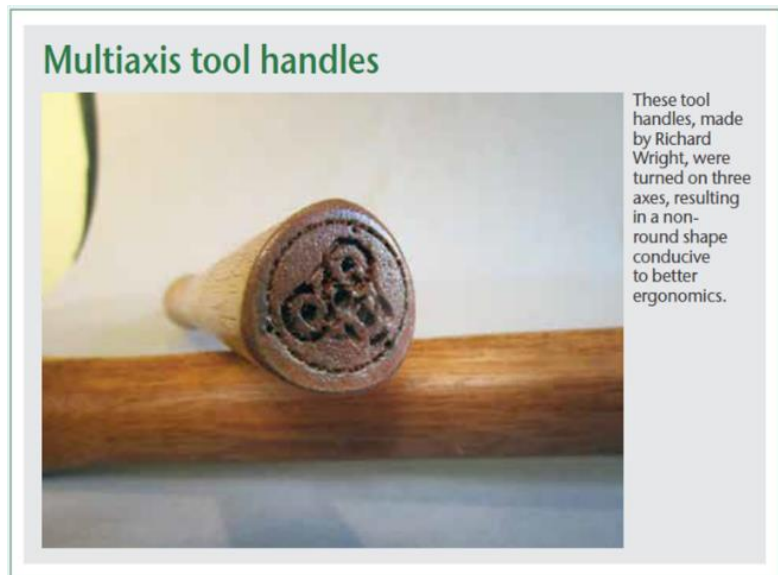 Multiaxis tool handles
These tool
handles, made
by Richard
Wright, were
turned on three
axes, resulting
in a non-
round shape
conducive
to better
ergonomics.